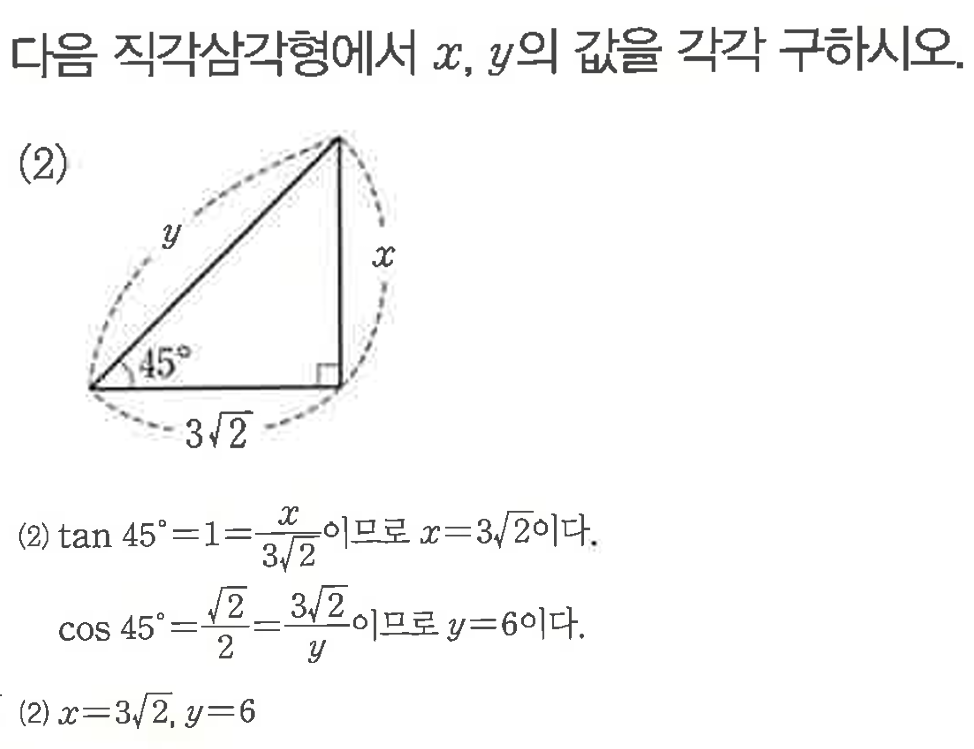 다음 직각삼각형에서 x, y의 값을 각각 구하시오.
(2)
y
x
45°
3√2
(2) tan 45°=1=x/3√2이므로 x=3√2이다.
cos 45°=√2/2=3√2/y이므로 y=6이다.
(2) x=3√2, y=6